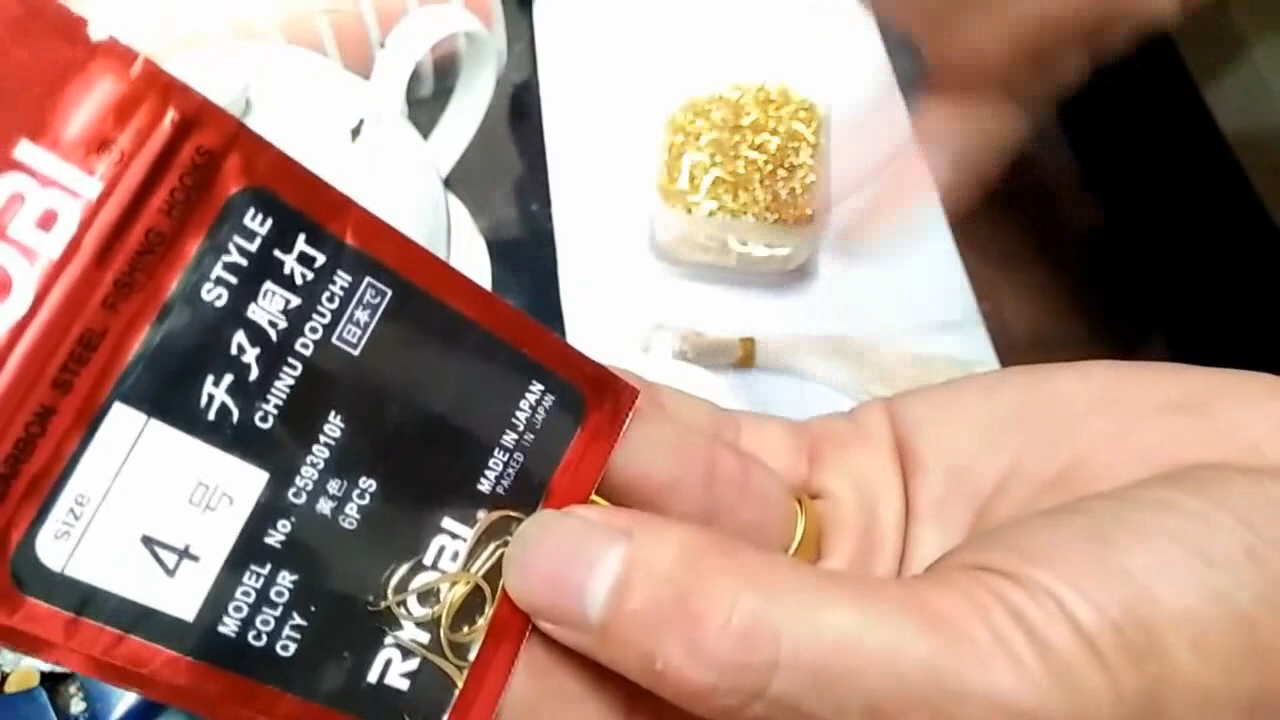 OBI
®
CARBON STEEL FISHING HOOKS
STYLE
チヌ胴打
CHINU DOUCHI
日本で
size
4号
MODEL No. C593010F
COLOR 黄色
QTY. 6PCS
MADE IN JAPAN
PACKED IN JAPAN
RYOBI